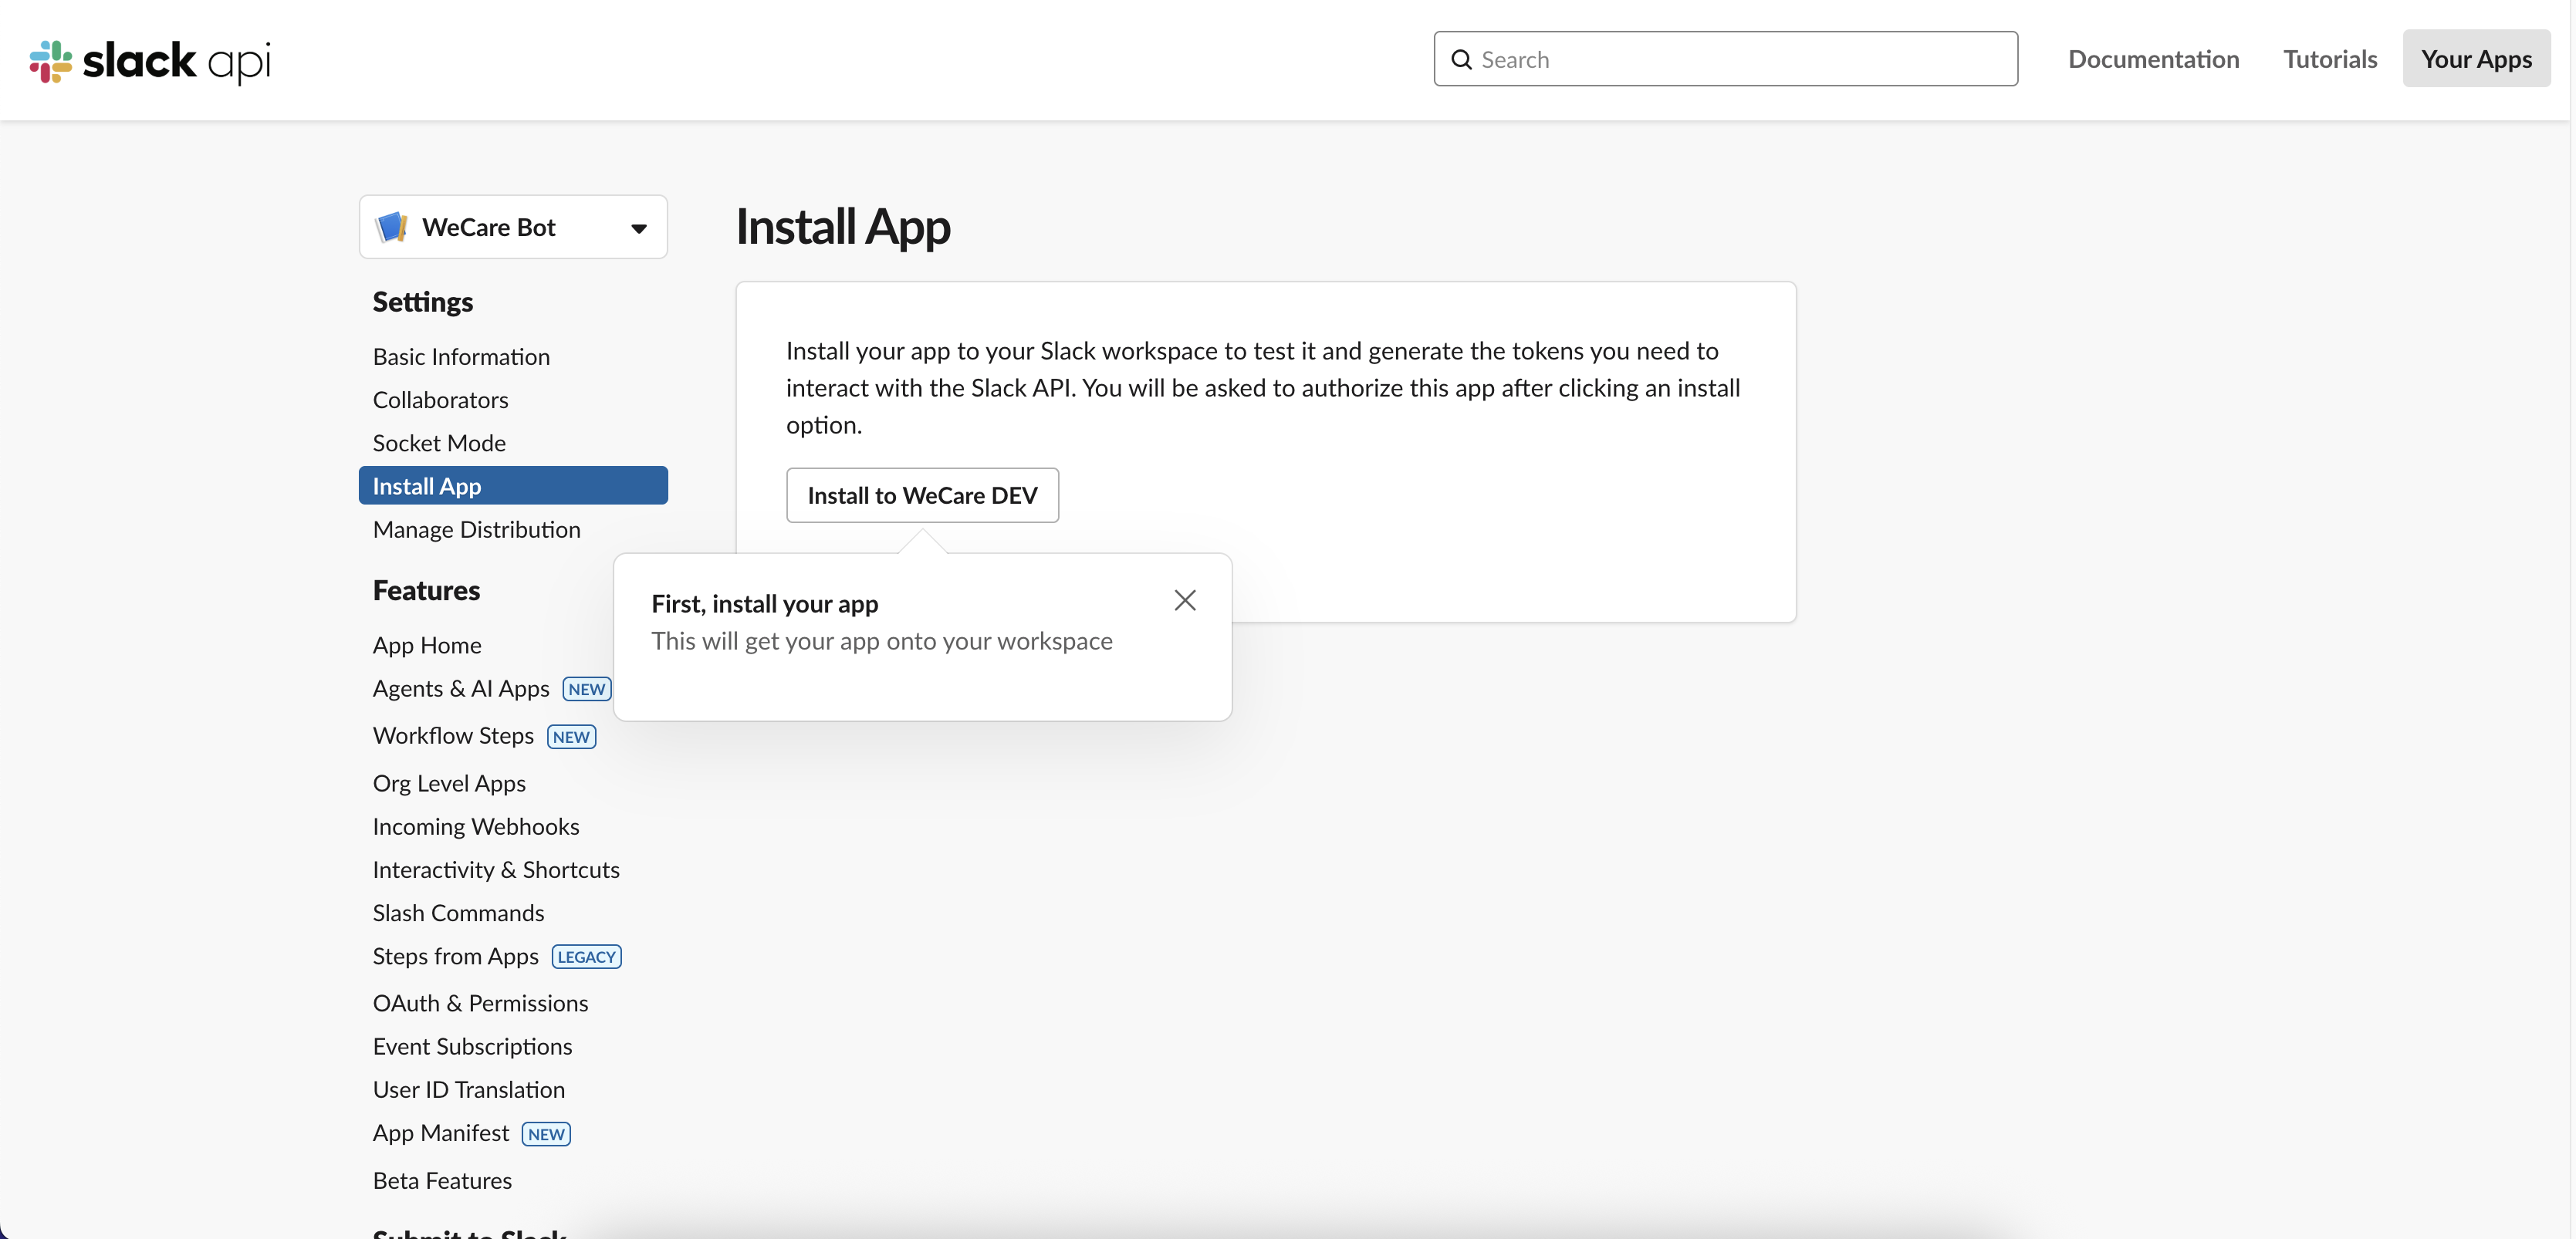 slack api
Search
Documentation
Tutorials
Your Apps
WeCare Bot
Settings
Basic Information
Collaborators
Socket Mode
Install App
Manage Distribution
Features
App Home
Agents & AI Apps NEW
Workflow Steps NEW
Org Level Apps
Incoming Webhooks
Interactivity & Shortcuts
Slash Commands
Steps from Apps LEGACY
OAuth & Permissions
Event Subscriptions
User ID Translation
App Manifest NEW
Beta Features
Submit to Slack
Install App
Install your app to your Slack workspace to test it and generate the tokens you need to
interact with the Slack API. You will be asked to authorize this app after clicking an install
option.
Install to WeCare DEV
First, install your app
This will get your app onto your workspace